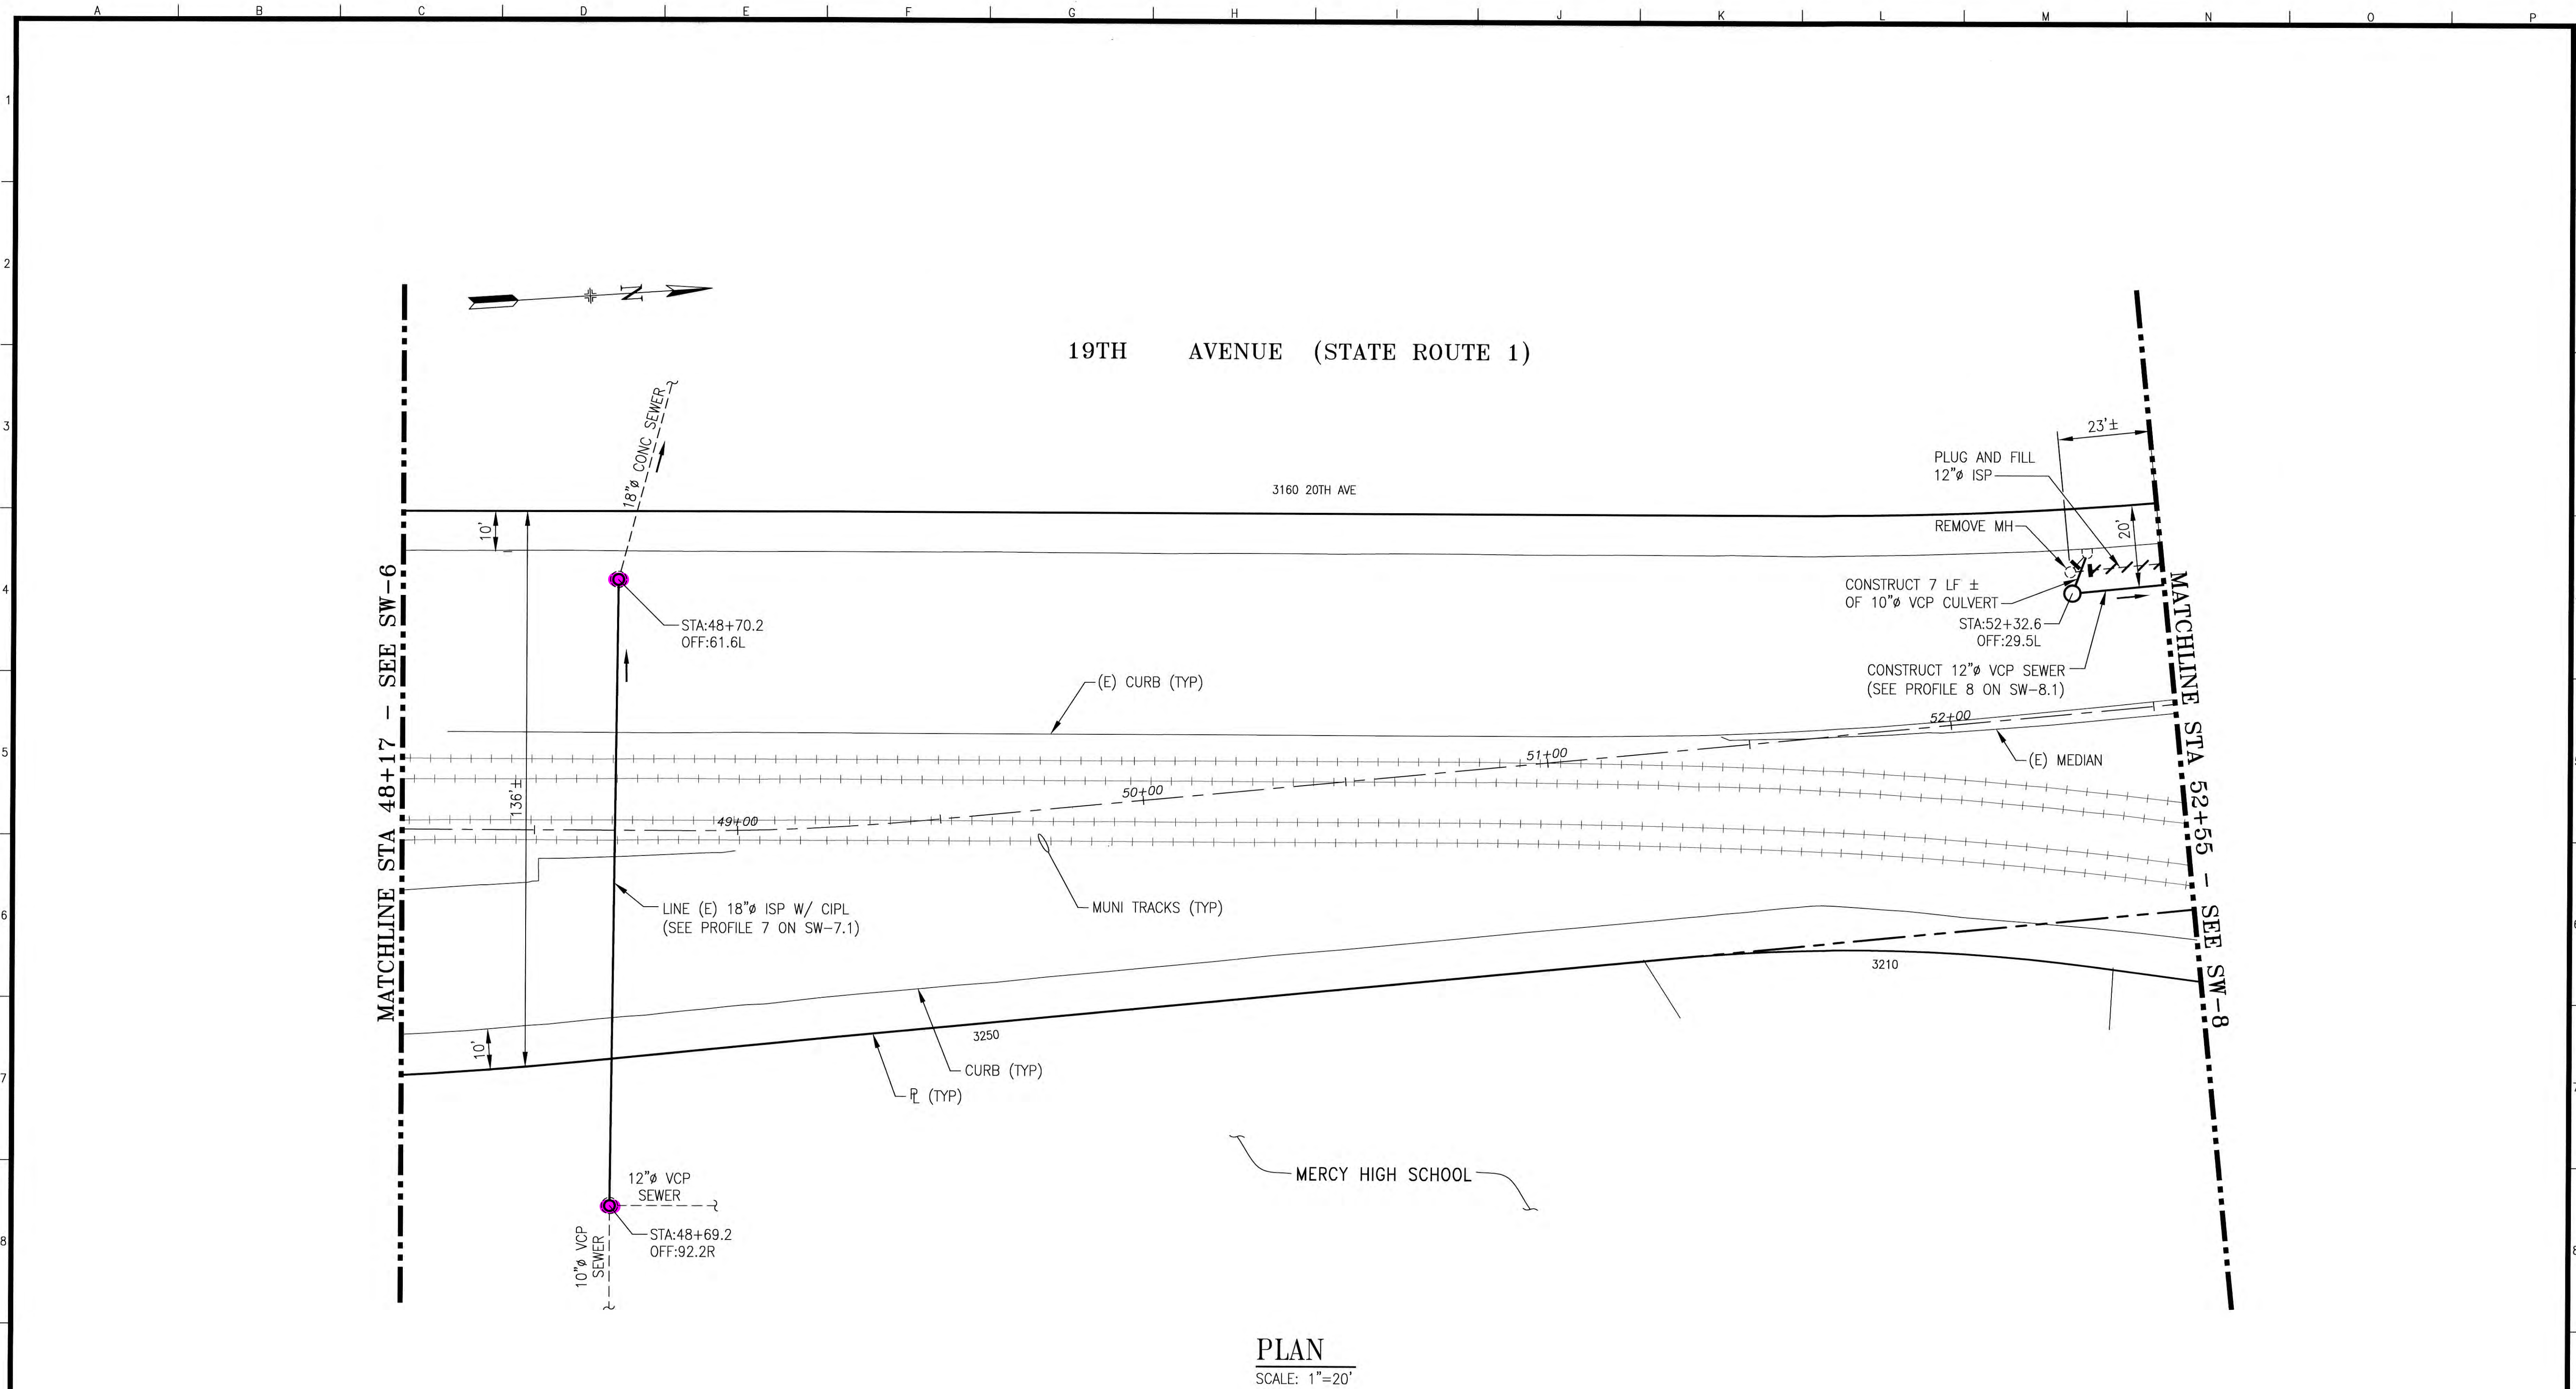 A B C D E F G H I J K L M N O P
1
2
3
4
5
6
7
8
N
19TH AVENUE (STATE ROUTE 1)
MATCHLINE STA 48+17 - SEE SW-6
18"ø CONC SEWER
10'
136'±
3160 20TH AVE
23'±
PLUG AND FILL
12"ø ISP
REMOVE MH
20'
CONSTRUCT 7 LF ±
OF 10"ø VCP CULVERT
STA:52+32.6
OFF:29.5L
CONSTRUCT 12"ø VCP SEWER
(SEE PROFILE 8 ON SW-8.1)
MATCHLINE STA 52+55 - SEE SW-8
STA:48+70.2
OFF:61.6L
(E) CURB (TYP)
49+00
50+00
51+00
52+00
(E) MEDIAN
LINE (E) 18"ø ISP W/ CIPL
(SEE PROFILE 7 ON SW-7.1)
MUNI TRACKS (TYP)
3210
3250
10'
CURB (TYP)
PL (TYP)
MERCY HIGH SCHOOL
12"ø VCP
SEWER
10"ø VCP
SEWER
STA:48+69.2
OFF:92.2R
PLAN
SCALE: 1"=20'